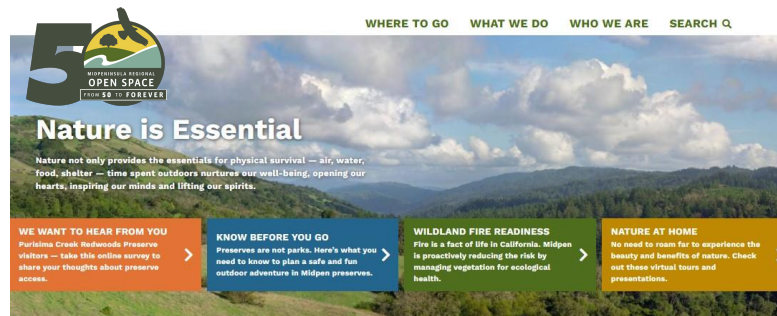 WHERE TO GO WHAT WE DO WHO WE ARE SEARCH
50
MIDPENINSULA REGIONAL
OPEN SPACE
FROM 50 TO FOREVER
Nature is Essential
Nature not only provides the essentials for physical survival — air, water,
food, shelter — time spent outdoors nurtures our well-being, opening our
hearts, inspiring our minds and lifting our spirits.
WE WANT TO HEAR FROM YOU
Purisima Creek Redwoods Preserve
visitors — take this online survey to
share your thoughts about preserve
access.
KNOW BEFORE YOU GO
Preserves are not parks. Here's what you
need to know to plan a safe and fun
outdoor adventure in Midpen preserves.
WILDLAND FIRE READINESS
Fire is a fact of life in California. Midpen
is proactively reducing the risk by
managing vegetation for ecological
health.
NATURE AT HOME
No need to roam far to experience the
beauty and benefits of nature. Check
out these virtual tours and
presentations.